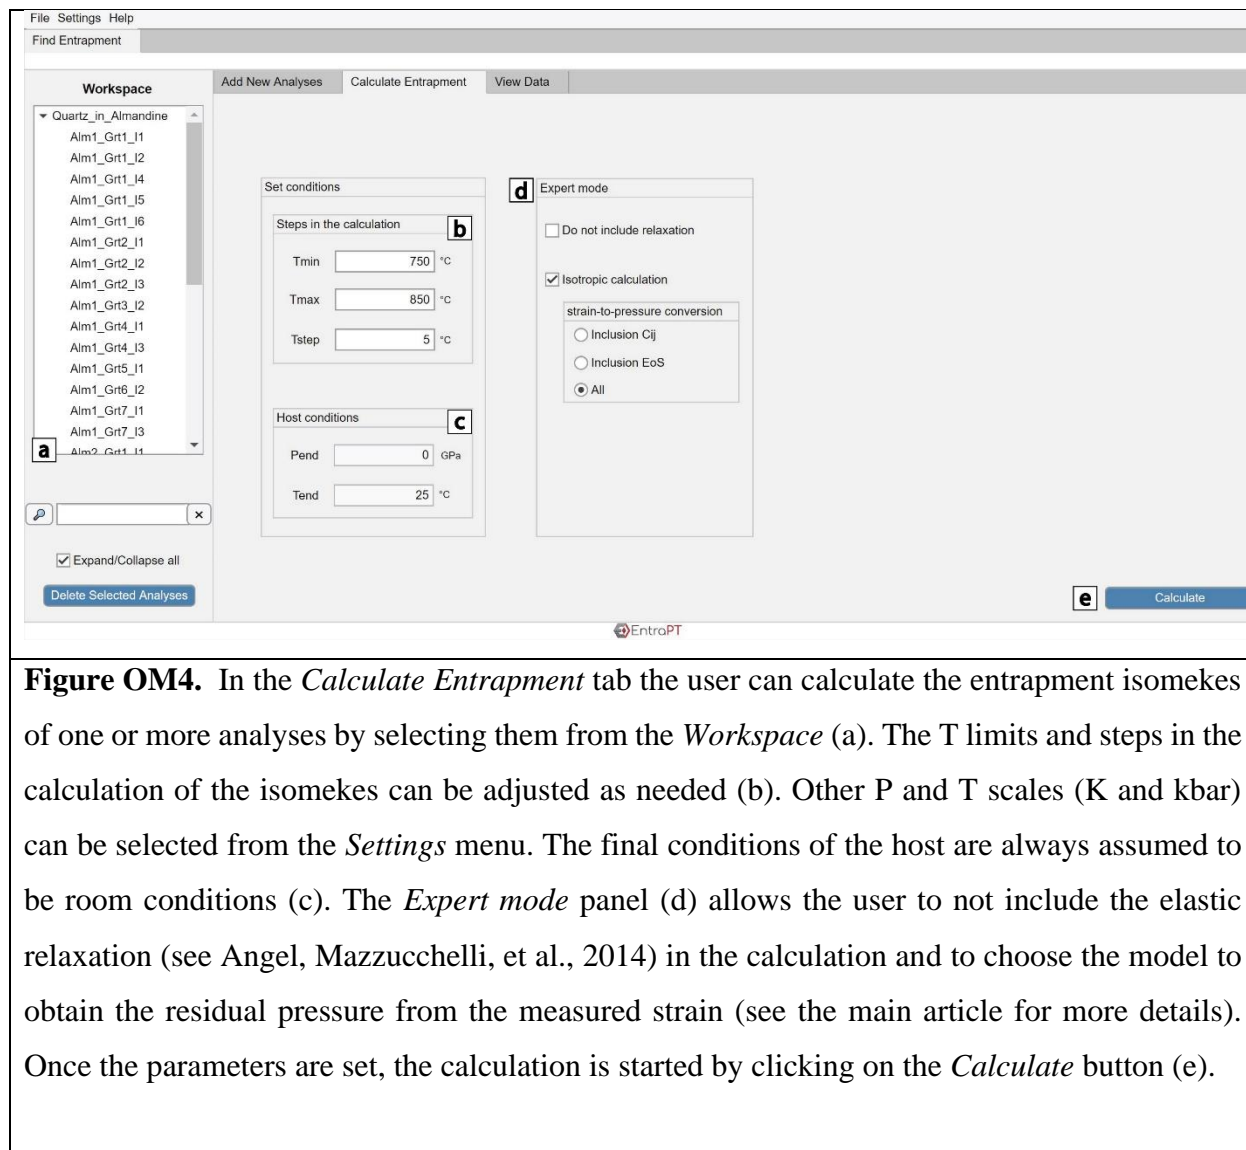 File Settings Help
Find Entrapment
Workspace
Add New Analyses
Calculate Entrapment
View Data
Quartz_in_Almandine
Alm1_Grt1_I1
Alm1_Grt1_I2
Alm1_Grt1_I4
Alm1_Grt1_I5
Alm1_Grt1_I6
Alm1_Grt2_I1
Alm1_Grt2_I2
Alm1_Grt2_I3
Alm1_Grt3_I2
Alm1_Grt4_I1
Alm1_Grt4_I3
Alm1_Grt5_I1
Alm1_Grt6_I2
Alm1_Grt7_I1
Alm1_Grt7_I3
Alm2_Grt1_I1
a
Expand/Collapse all
Delete Selected Analyses
Set conditions
Steps in the calculation
b
Tmin 750 °C
Tmax 850 °C
Tstep 5 °C
Host conditions
c
Pend 0 GPa
Tend 25 °C
d
Expert mode
Do not include relaxation
Isotropic calculation
strain-to-pressure conversion
Inclusion Cij
Inclusion EoS
All
e
Calculate
EntraPT
Figure OM4. In the Calculate Entrapment tab the user can calculate the entrapment isomekes
of one or more analyses by selecting them from the Workspace (a). The T limits and steps in the
calculation of the isomekes can be adjusted as needed (b). Other P and T scales (K and kbar)
can be selected from the Settings menu. The final conditions of the host are always assumed to
be room conditions (c). The Expert mode panel (d) allows the user to not include the elastic
relaxation (see Angel, Mazzucchelli, et al., 2014) in the calculation and to choose the model to
obtain the residual pressure from the measured strain (see the main article for more details).
Once the parameters are set, the calculation is started by clicking on the Calculate button (e).